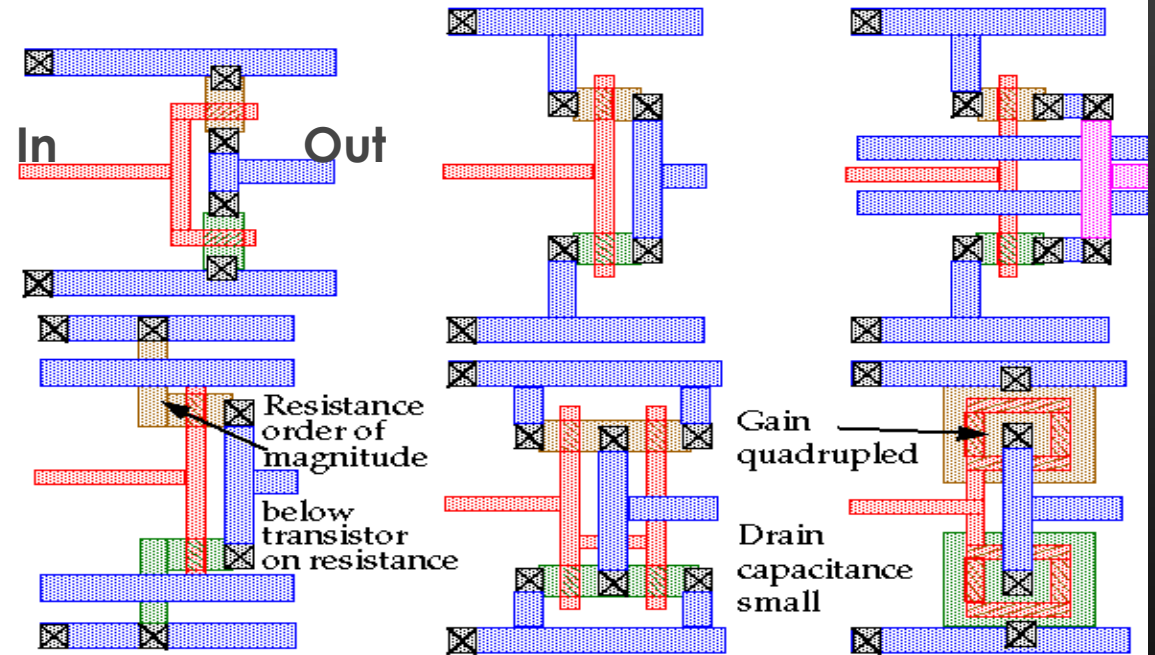 In
Out
Resistance
order of
magnitude
below
transistor
on resistance
Gain
quadrupled
Drain
capacitance
small